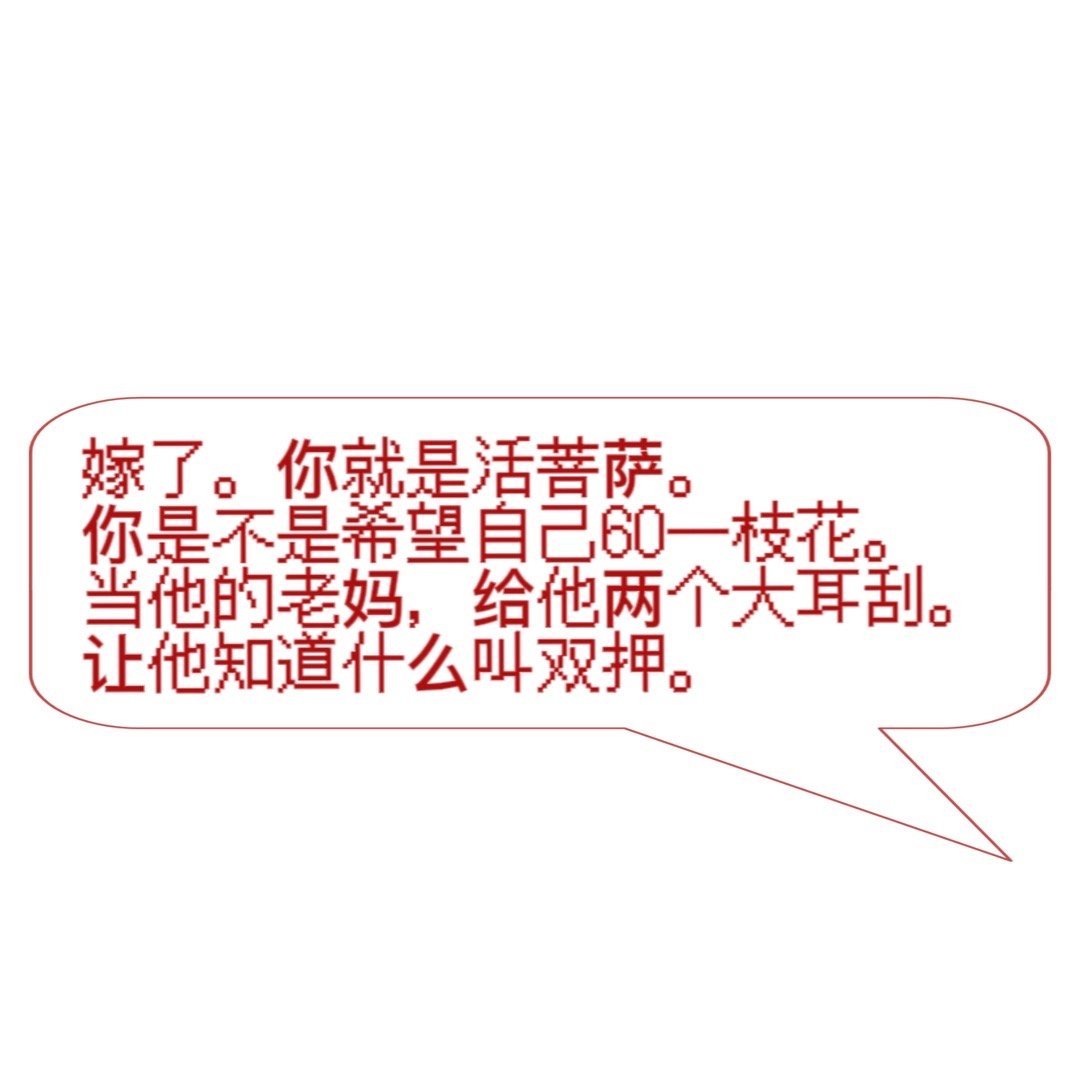 嫁了。你就是活菩萨。
你是不是希望自己60一枝花。
当他的老妈，给他两个大耳刮。
让他知道什么叫双押。